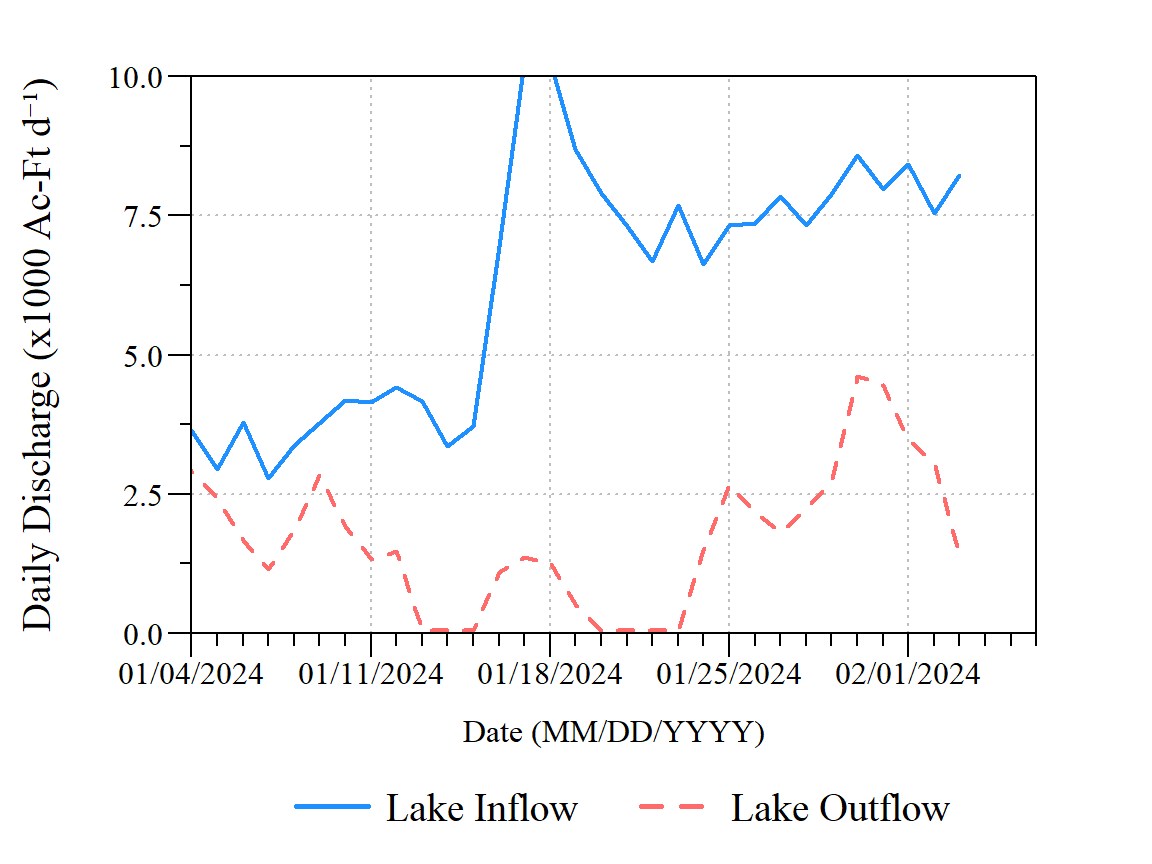 Daily Discharge (x1000 Ac-Ft d⁻¹)
10.0
7.5
5.0
2.5
0.0
01/04/2024 01/11/2024 01/18/2024 01/25/2024 02/01/2024
Date (MM/DD/YYYY)
Lake Inflow Lake Outflow